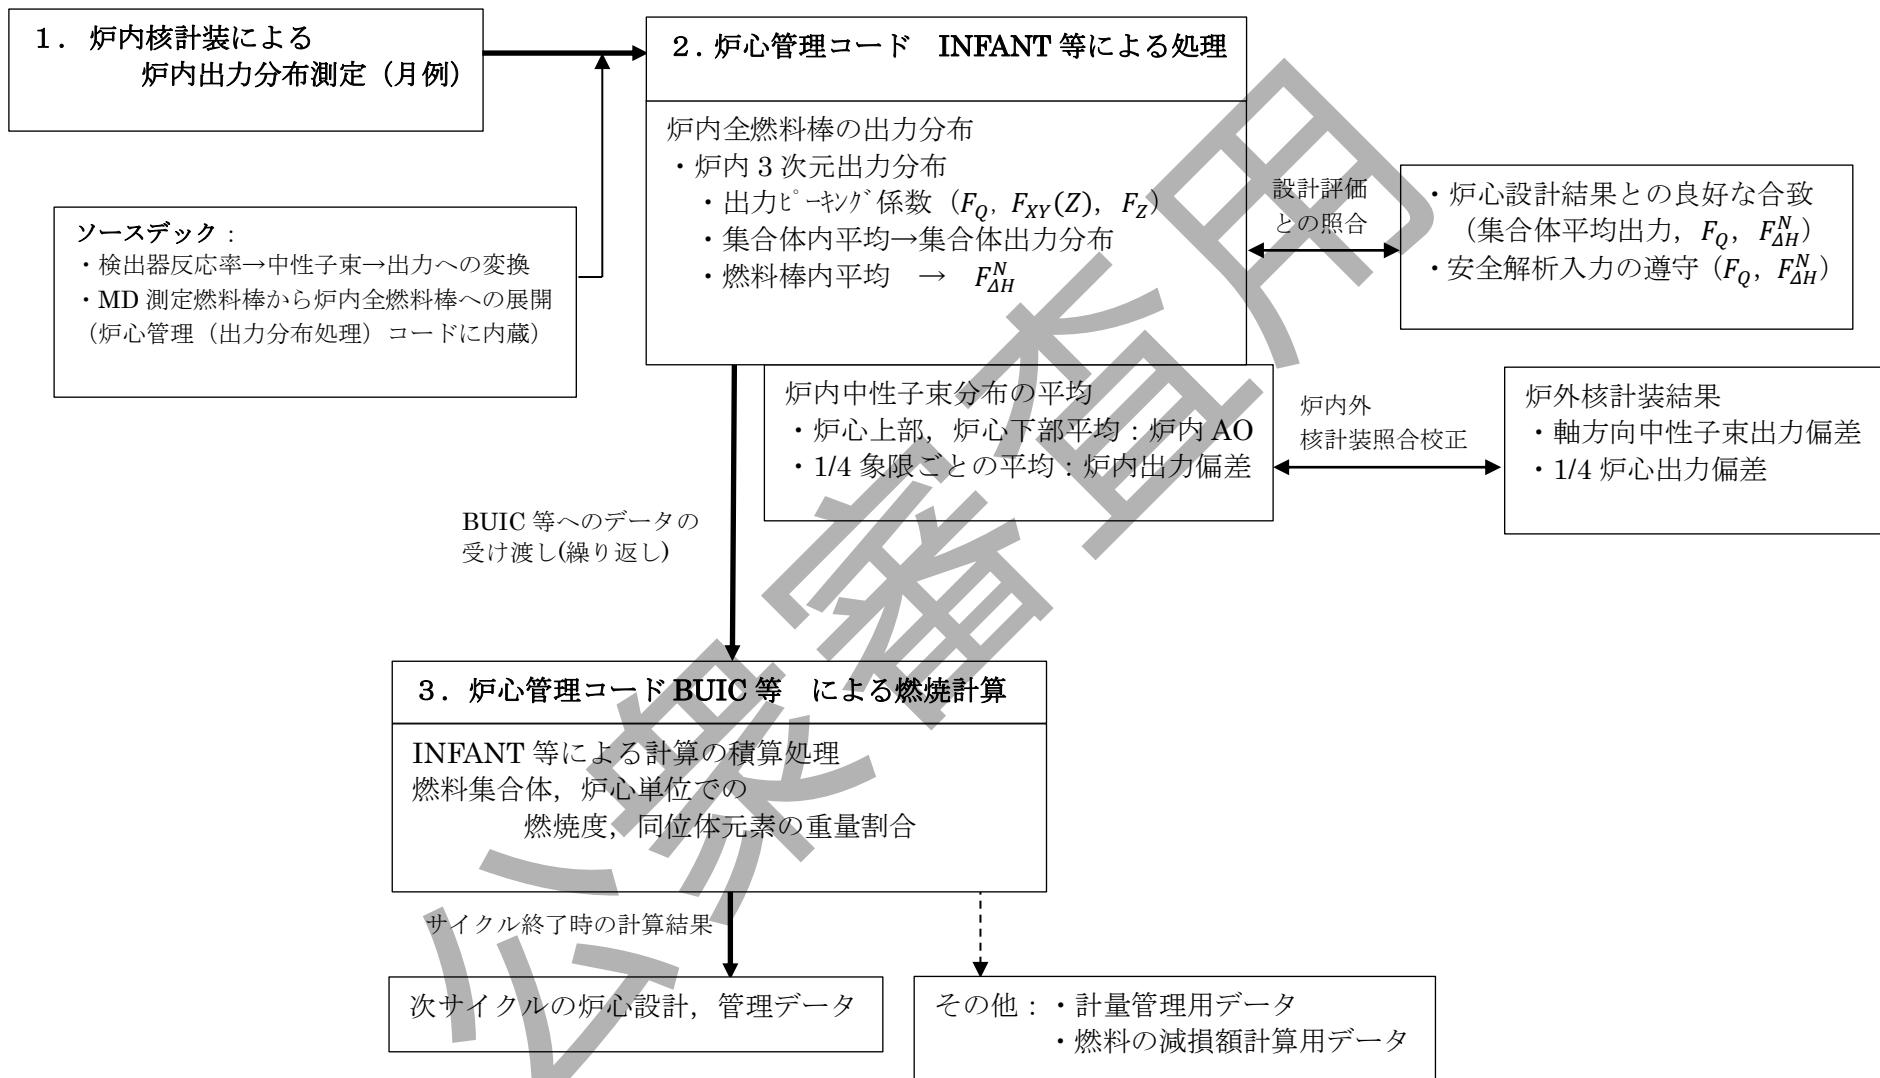 1．炉内核計装による
炉内出力分布測定（月例）
2．炉心管理コード　INFANT 等による処理
炉内全燃料棒の出力分布
・炉内 3 次元出力分布
・出力ﾋﾟｰｷﾝｸﾞ係数（F_Q，F_XY(Z)，F_Z）
・集合体内平均→集合体出力分布
・燃料棒内平均　→　F_ΔH^N
ソースデック：
・検出器反応率→中性子束→出力への変換
・MD 測定燃料棒から炉内全燃料棒への展開
（炉心管理（出力分布処理）コードに内蔵）
設計評価
との照合
・炉心設計結果との良好な合致
（集合体平均出力，F_Q，F_ΔH^N）
・安全解析入力の遵守（F_Q，F_ΔH^N）
炉内中性子束分布の平均
・炉心上部，炉心下部平均：炉内 AO
・1/4 象限ごとの平均：炉内出力偏差
炉内外
核計装照合校正
炉外核計装結果
・軸方向中性子束出力偏差
・1/4 炉心出力偏差
BUIC 等へのデータの
受け渡し(繰り返し)
3．炉心管理コード BUIC 等　による燃焼計算
INFANT 等による計算の積算処理
燃料集合体，炉心単位での
燃焼度，同位体元素の重量割合
サイクル終了時の計算結果
次サイクルの炉心設計，管理データ
その他：・計量管理用データ
・燃料の減損額計算用データ
公衆審査用